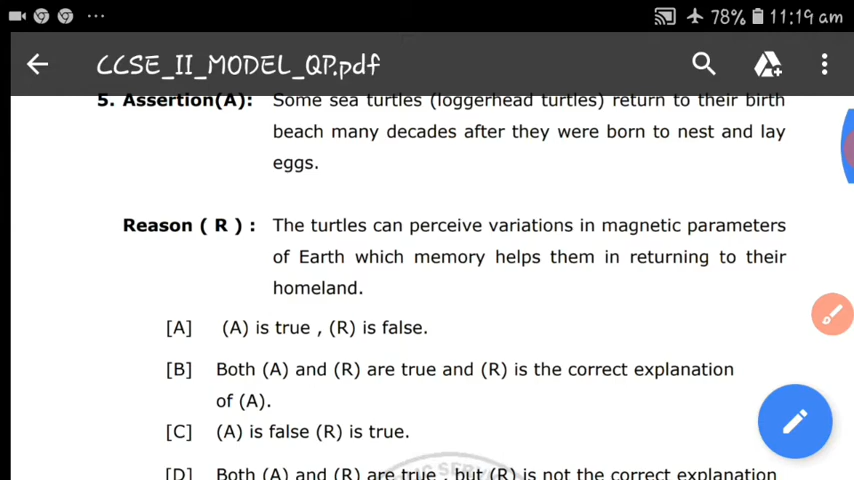 78% 11:19 am
CCSE_II_MODEL_QP.pdf
5. Assertion(A): Some sea turtles (loggerhead turtles) return to their birth
beach many decades after they were born to nest and lay
eggs.
Reason ( R ) : The turtles can perceive variations in magnetic parameters
of Earth which memory helps them in returning to their
homeland.
[A] (A) is true , (R) is false.
[B] Both (A) and (R) are true and (R) is the correct explanation
of (A).
[C] (A) is false (R) is true.
[D] Both (A) and (R) are true , but (R) is not the correct explanation